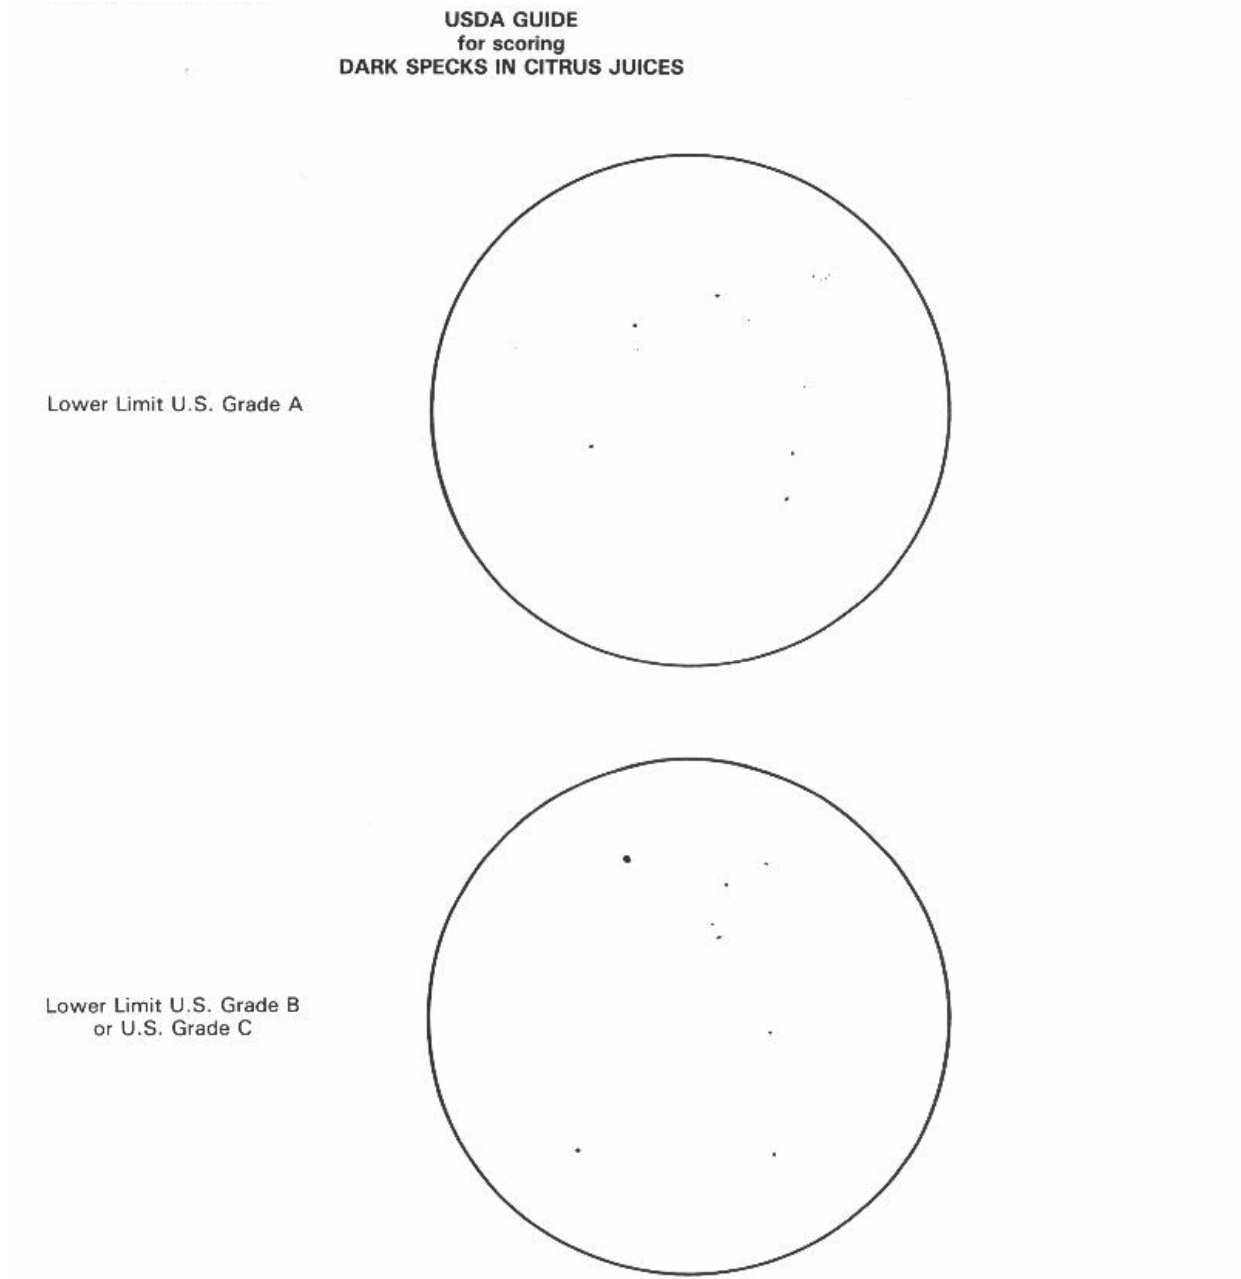 USDA GUIDE
for scoring
DARK SPECKS IN CITRUS JUICES
Lower Limit U.S. Grade A
Lower Limit U.S. Grade B
or U.S. Grade C